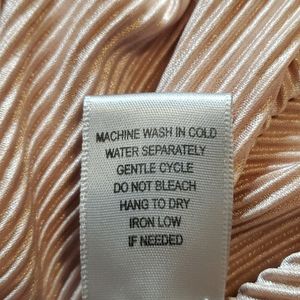 MACHINE WASH IN COLD
WATER SEPARATELY
GENTLE CYCLE
DO NOT BLEACH
HANG TO DRY
IRON LOW
IF NEEDED